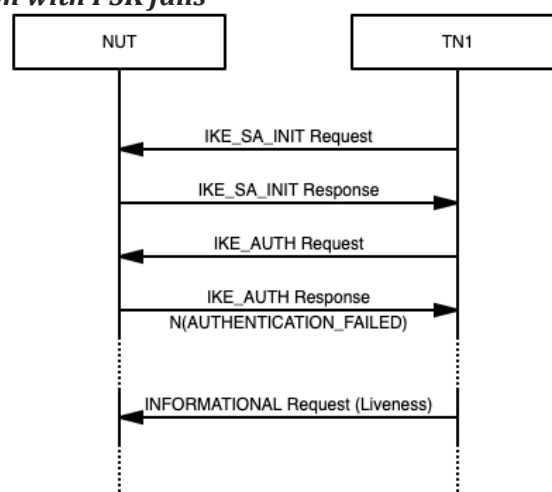 with PSK fails
NUT
TN1
IKE_SA_INIT Request
IKE_SA_INIT Response
IKE_AUTH Request
IKE_AUTH Response
N(AUTHENTICATION_FAILED)
INFORMATIONAL Request (Liveness)